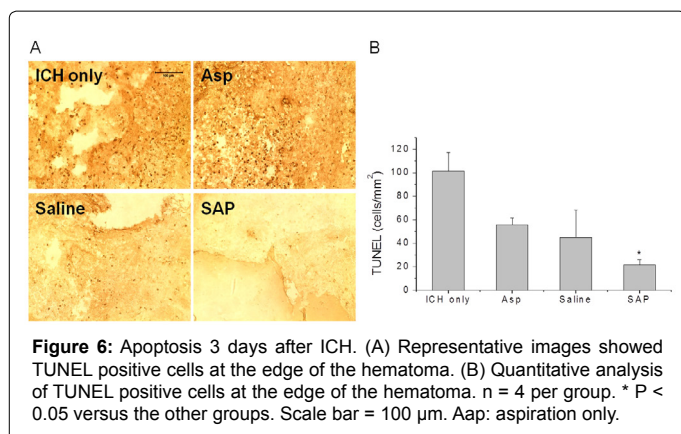 A
B
ICH only
Asp
100 µm
Saline
SAP
TUNEL (cells/mm²)
120
100
80
60
40
20
0
*
ICH only Asp Saline SAP
Figure 6: Apoptosis 3 days after ICH. (A) Representative images showed
TUNEL positive cells at the edge of the hematoma. (B) Quantitative analysis
of TUNEL positive cells at the edge of the hematoma. n = 4 per group. * P <
0.05 versus the other groups. Scale bar = 100 µm. Aap: aspiration only.